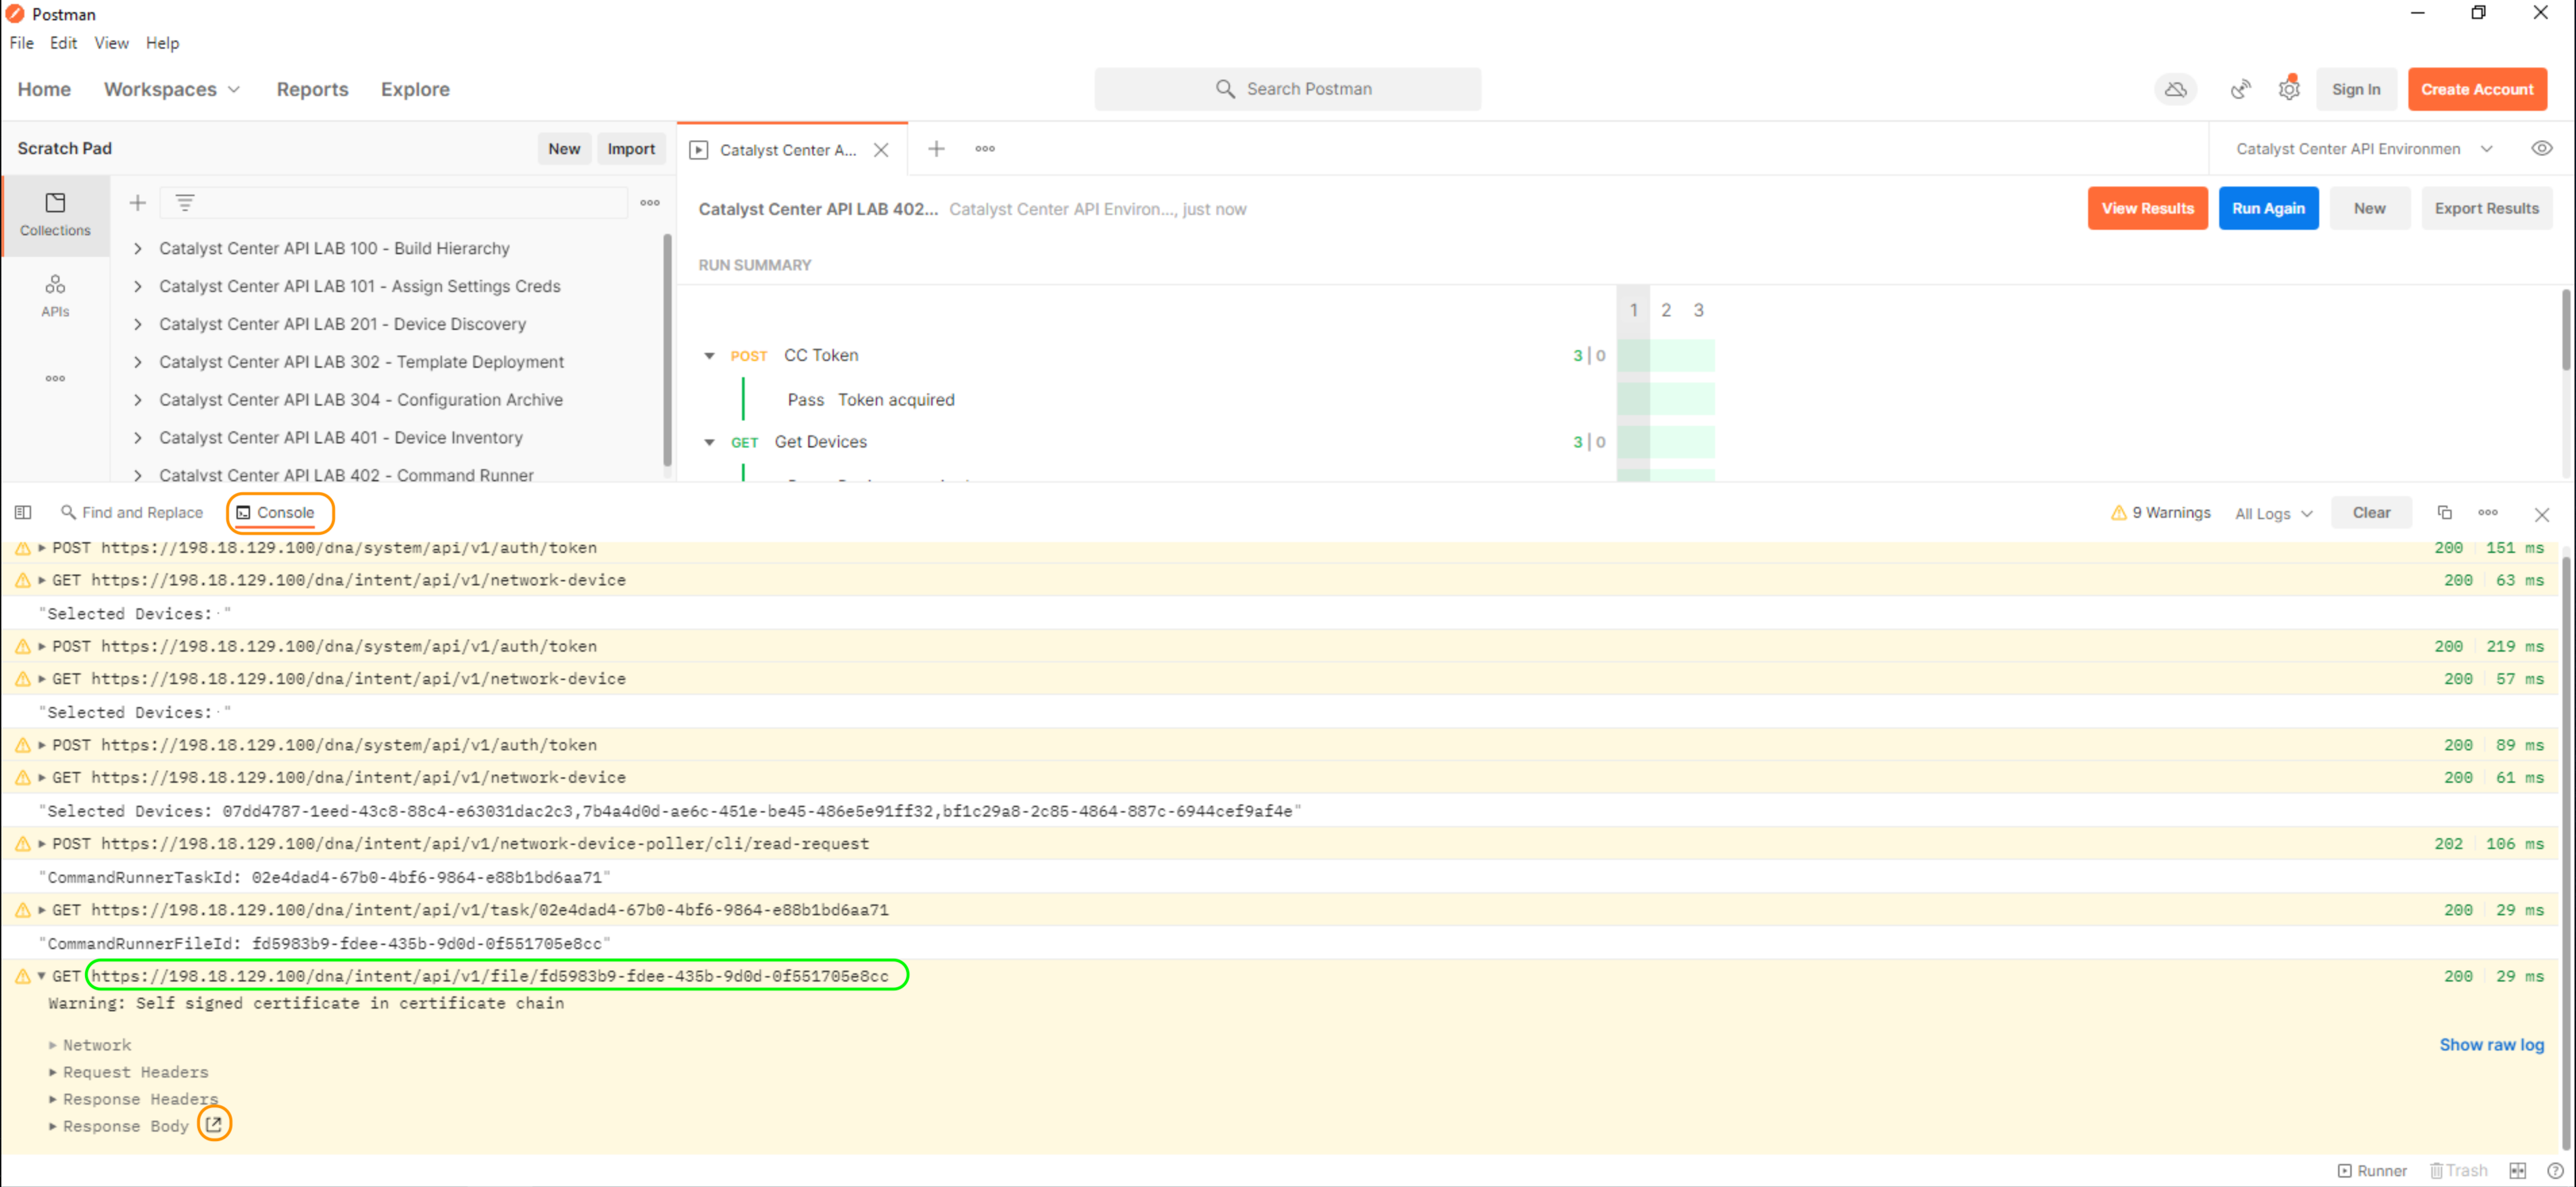 Postman
File Edit View Help
Home Workspaces Reports Explore Search Postman Sign In Create Account
Scratch Pad New Import Catalyst Center A... Catalyst Center API Environmen
Collections
APIs
Catalyst Center API LAB 100 - Build Hierarchy
Catalyst Center API LAB 101 - Assign Settings Creds
Catalyst Center API LAB 201 - Device Discovery
Catalyst Center API LAB 302 - Template Deployment
Catalyst Center API LAB 304 - Configuration Archive
Catalyst Center API LAB 401 - Device Inventory
Catalyst Center API LAB 402 - Command Runner
Catalyst Center API LAB 402... Catalyst Center API Environ..., just now View Results Run Again New Export Results
RUN SUMMARY
1 2 3
POST CC Token 3 | 0
Pass Token acquired
GET Get Devices 3 | 0
Find and Replace Console 9 Warnings All Logs Clear
POST https://198.18.129.100/dna/system/api/v1/auth/token 200 151 ms
GET https://198.18.129.100/dna/intent/api/v1/network-device 200 63 ms
"Selected Devices:·"
POST https://198.18.129.100/dna/system/api/v1/auth/token 200 219 ms
GET https://198.18.129.100/dna/intent/api/v1/network-device 200 57 ms
"Selected Devices:·"
POST https://198.18.129.100/dna/system/api/v1/auth/token 200 89 ms
GET https://198.18.129.100/dna/intent/api/v1/network-device 200 61 ms
"Selected Devices: 07dd4787-1eed-43c8-88c4-e63031dac2c3,7b4a4d0d-ae6c-451e-be45-486e5e91ff32,bf1c29a8-2c85-4864-887c-6944cef9af4e"
POST https://198.18.129.100/dna/intent/api/v1/network-device-poller/cli/read-request 202 106 ms
"CommandRunnerTaskId: 02e4dad4-67b0-4bf6-9864-e88b1bd6aa71"
GET https://198.18.129.100/dna/intent/api/v1/task/02e4dad4-67b0-4bf6-9864-e88b1bd6aa71 200 29 ms
"CommandRunnerFileId: fd5983b9-fdee-435b-9d0d-0f551705e8cc"
GET https://198.18.129.100/dna/intent/api/v1/file/fd5983b9-fdee-435b-9d0d-0f551705e8cc 200 29 ms
Warning: Self signed certificate in certificate chain
Network Show raw log
Request Headers
Response Headers
Response Body
Runner Trash